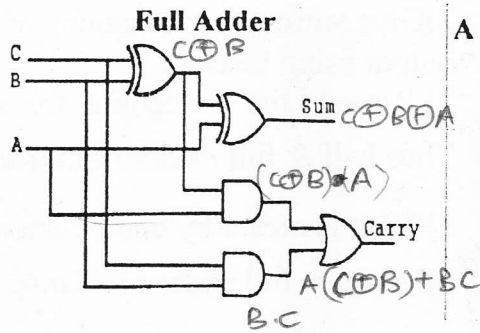 Full Adder
A
C
C⊕B
B
Sum C⊕B⊕A
A
(C⊕B)•(A)
Carry
A(C⊕B)+BC
B.C